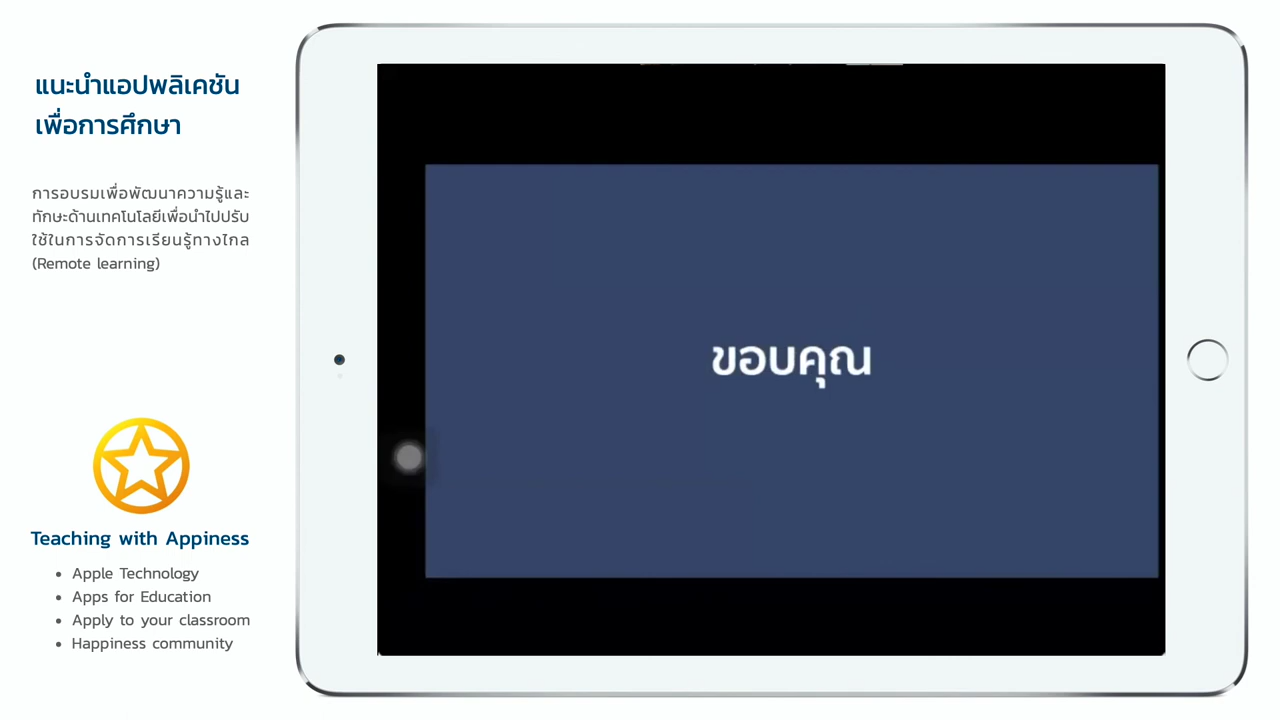 แนะนำแอปพลิเคชัน
เพื่อการศึกษา
การอบรมเพื่อพัฒนาความรู้และ
ทักษะด้านเทคโนโลยีเพื่อนำไปปรับ
ใช้ในการจัดการเรียนรู้ทางไกล
(Remote learning)
Teaching with Appiness
• Apple Technology
• Apps for Education
• Apply to your classroom
• Happiness community
ขอบคุณ